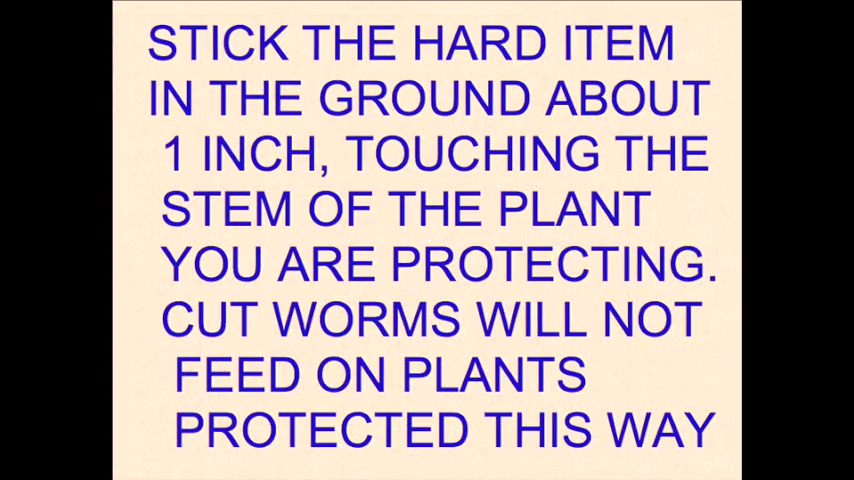 STICK THE HARD ITEM
IN THE GROUND ABOUT
1 INCH, TOUCHING THE
STEM OF THE PLANT
YOU ARE PROTECTING.
CUT WORMS WILL NOT
FEED ON PLANTS
PROTECTED THIS WAY